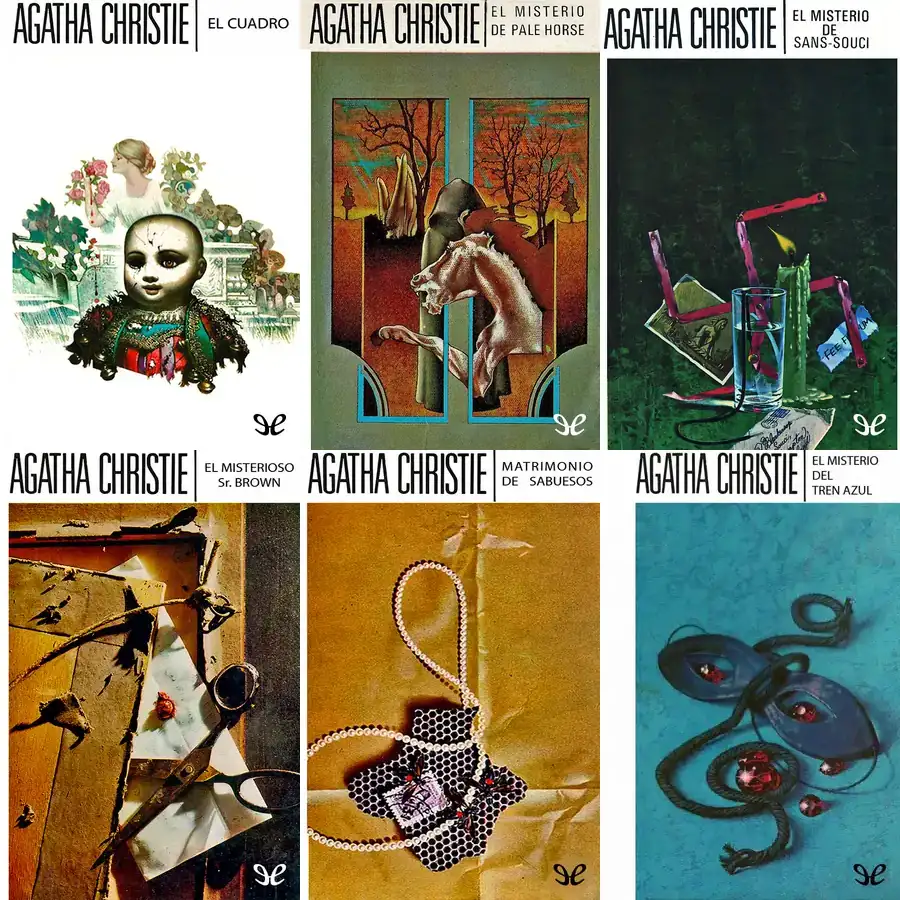 AGATHA CHRISTIE
EL CUADRO
AGATHA CHRISTIE
EL MISTERIO
DE PALE HORSE
AGATHA CHRISTIE
EL MISTERIO
DE
SANS-SOUCI
FEE F
AGATHA CHRISTIE
EL MISTERIOSO
Sr. BROWN
AGATHA CHRISTIE
MATRIMONIO
DE SABUESOS
AGATHA CHRISTIE
EL MISTERIO
DEL
TREN AZUL